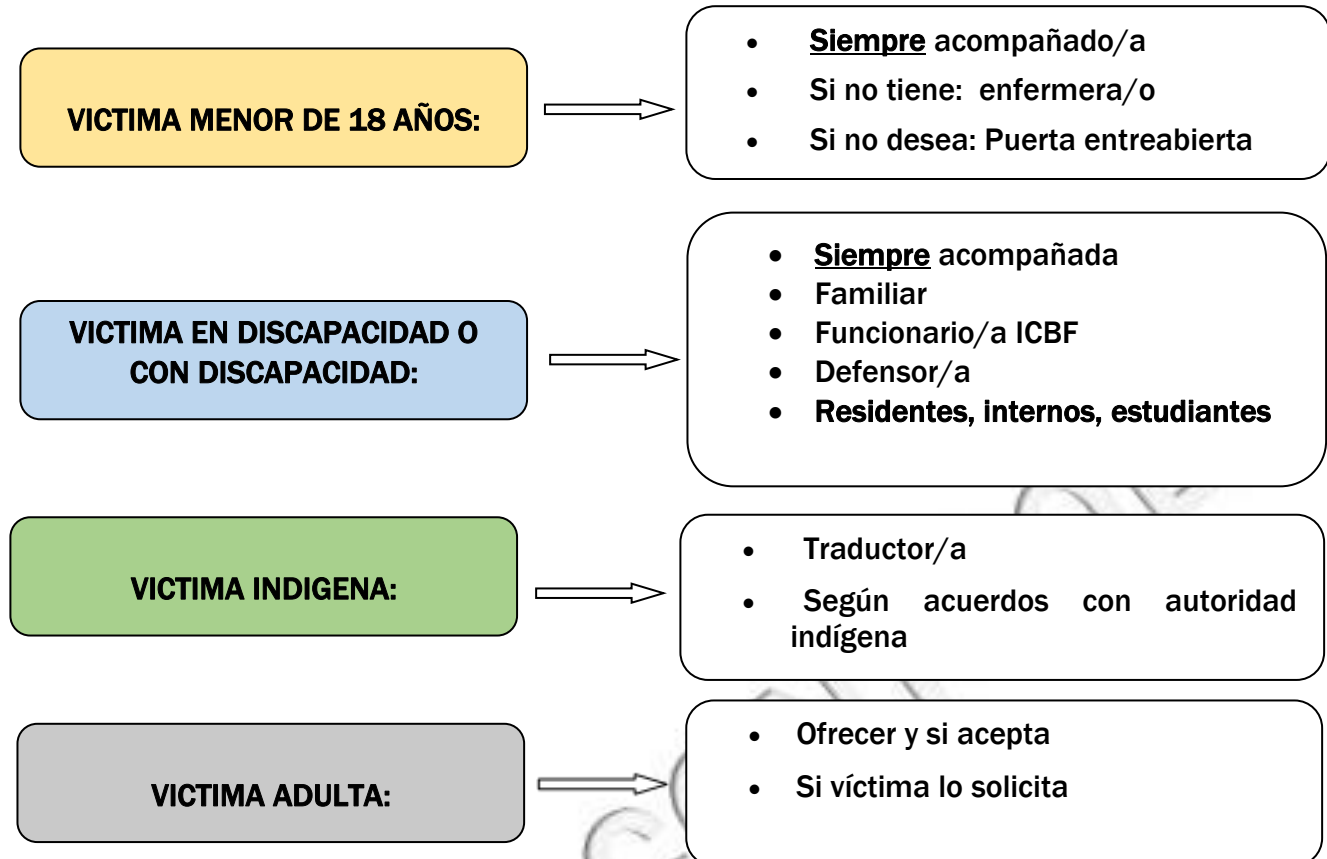 VICTIMA MENOR DE 18 AÑOS:
• Siempre acompañado/a
• Si no tiene: enfermera/o
• Si no desea: Puerta entreabierta
VICTIMA EN DISCAPACIDAD O
CON DISCAPACIDAD:
• Siempre acompañada
• Familiar
• Funcionario/a ICBF
• Defensor/a
• Residentes, internos, estudiantes
VICTIMA INDIGENA:
• Traductor/a
• Según acuerdos con autoridad
indígena
VICTIMA ADULTA:
• Ofrecer y si acepta
• Si víctima lo solicita